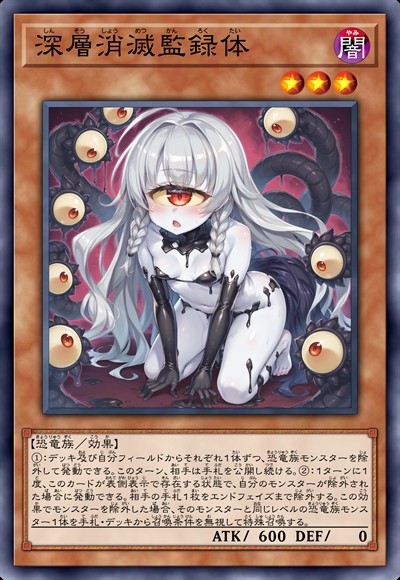 深層消滅監録体
闇
【恐竜族／効果】
①:デッキ及び自分フィールドからそれぞれ1体ずつ、恐竜族モンスターを除
外して発動できる。このターン、相手は手札を公開し続ける。②:1ターンに1
度、このカードが表側表示で存在する状態で、自分のモンスターが除外され
た場合に発動できる。相手の手札1枚をエンドフェイズまで除外する。この効
果でモンスターを除外した場合、そのモンスターと同じレベルの恐竜族モンス
ター1体を手札・デッキから召喚条件を無視して特殊召喚する。
ATK/ 600 DEF/ 0